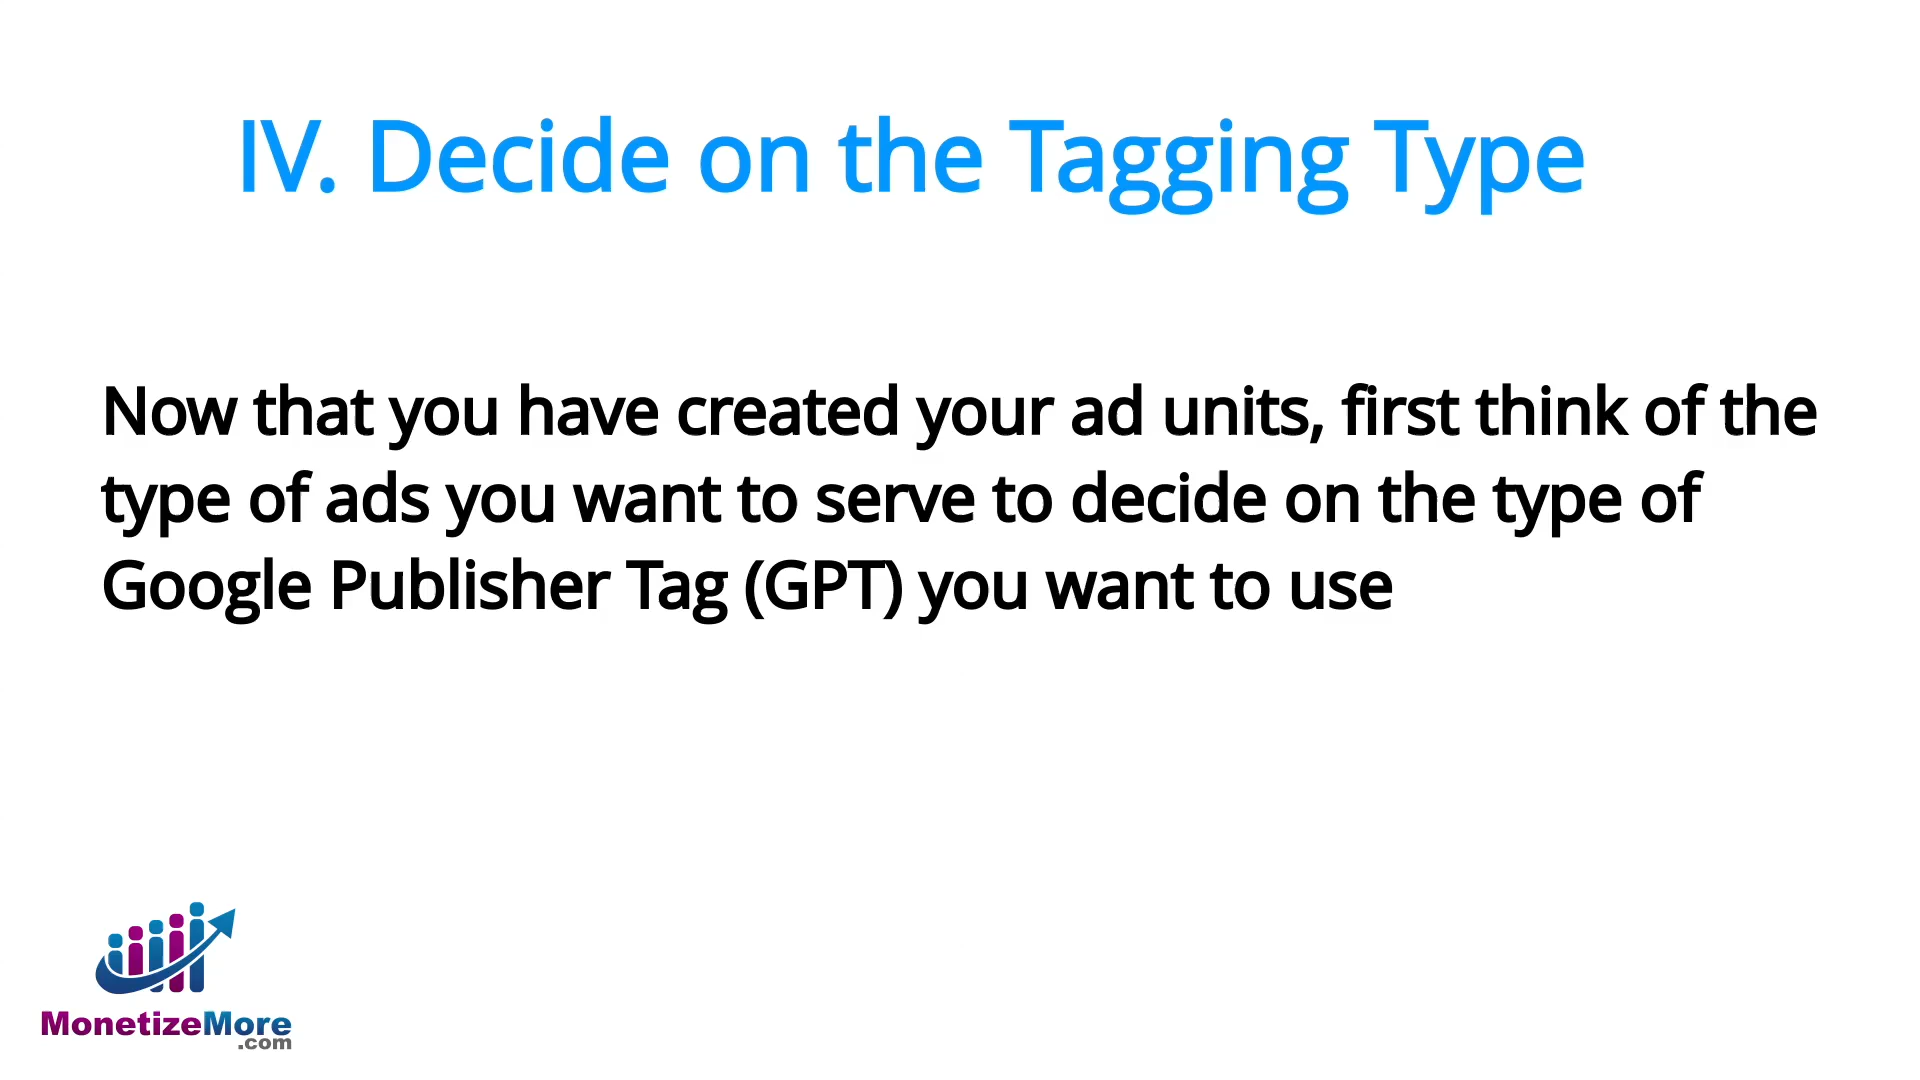 IV. Decide on the Tagging Type
Now that you have created your ad units, first think of the
type of ads you want to serve to decide on the type of
Google Publisher Tag (GPT) you want to use
MonetizeMore
.com